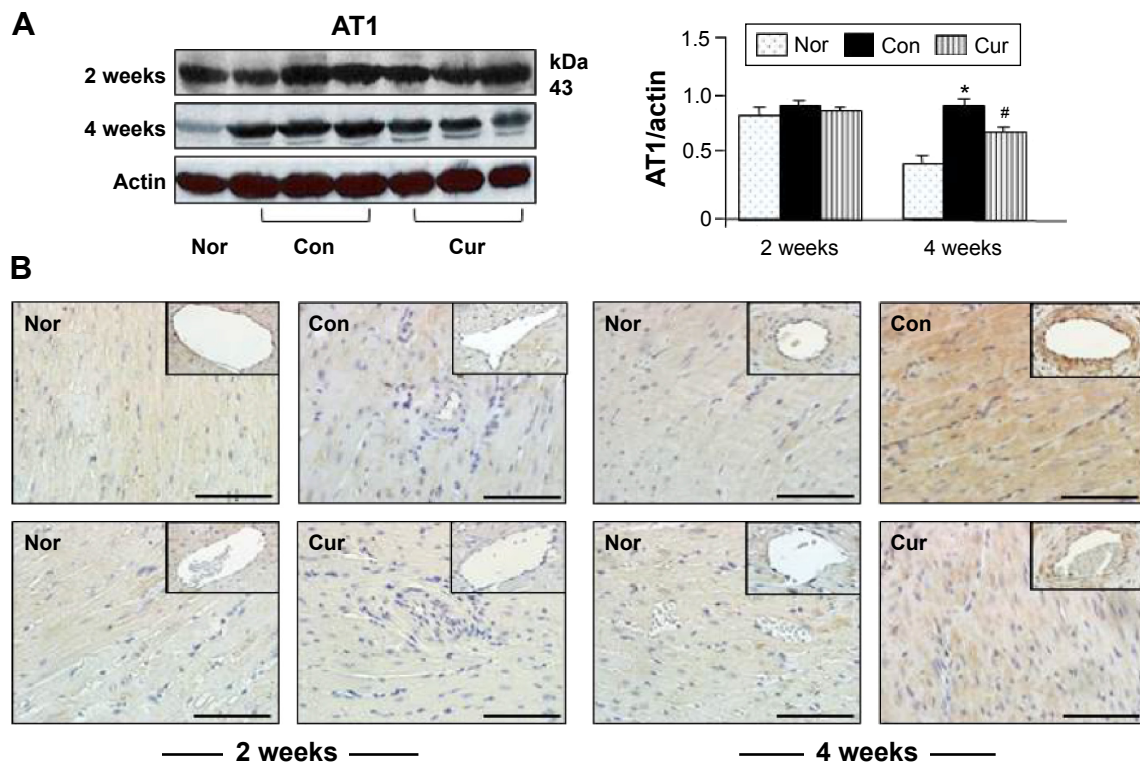 A
AT1
2 weeks
4 weeks
Actin
kDa
43
Nor
Con
Cur
AT1/actin
1.5
1.0
0.5
0
Nor
Con
Cur
*
#
2 weeks
4 weeks
B
Nor
Con
Nor
Con
Nor
Cur
Nor
Cur
2 weeks
4 weeks